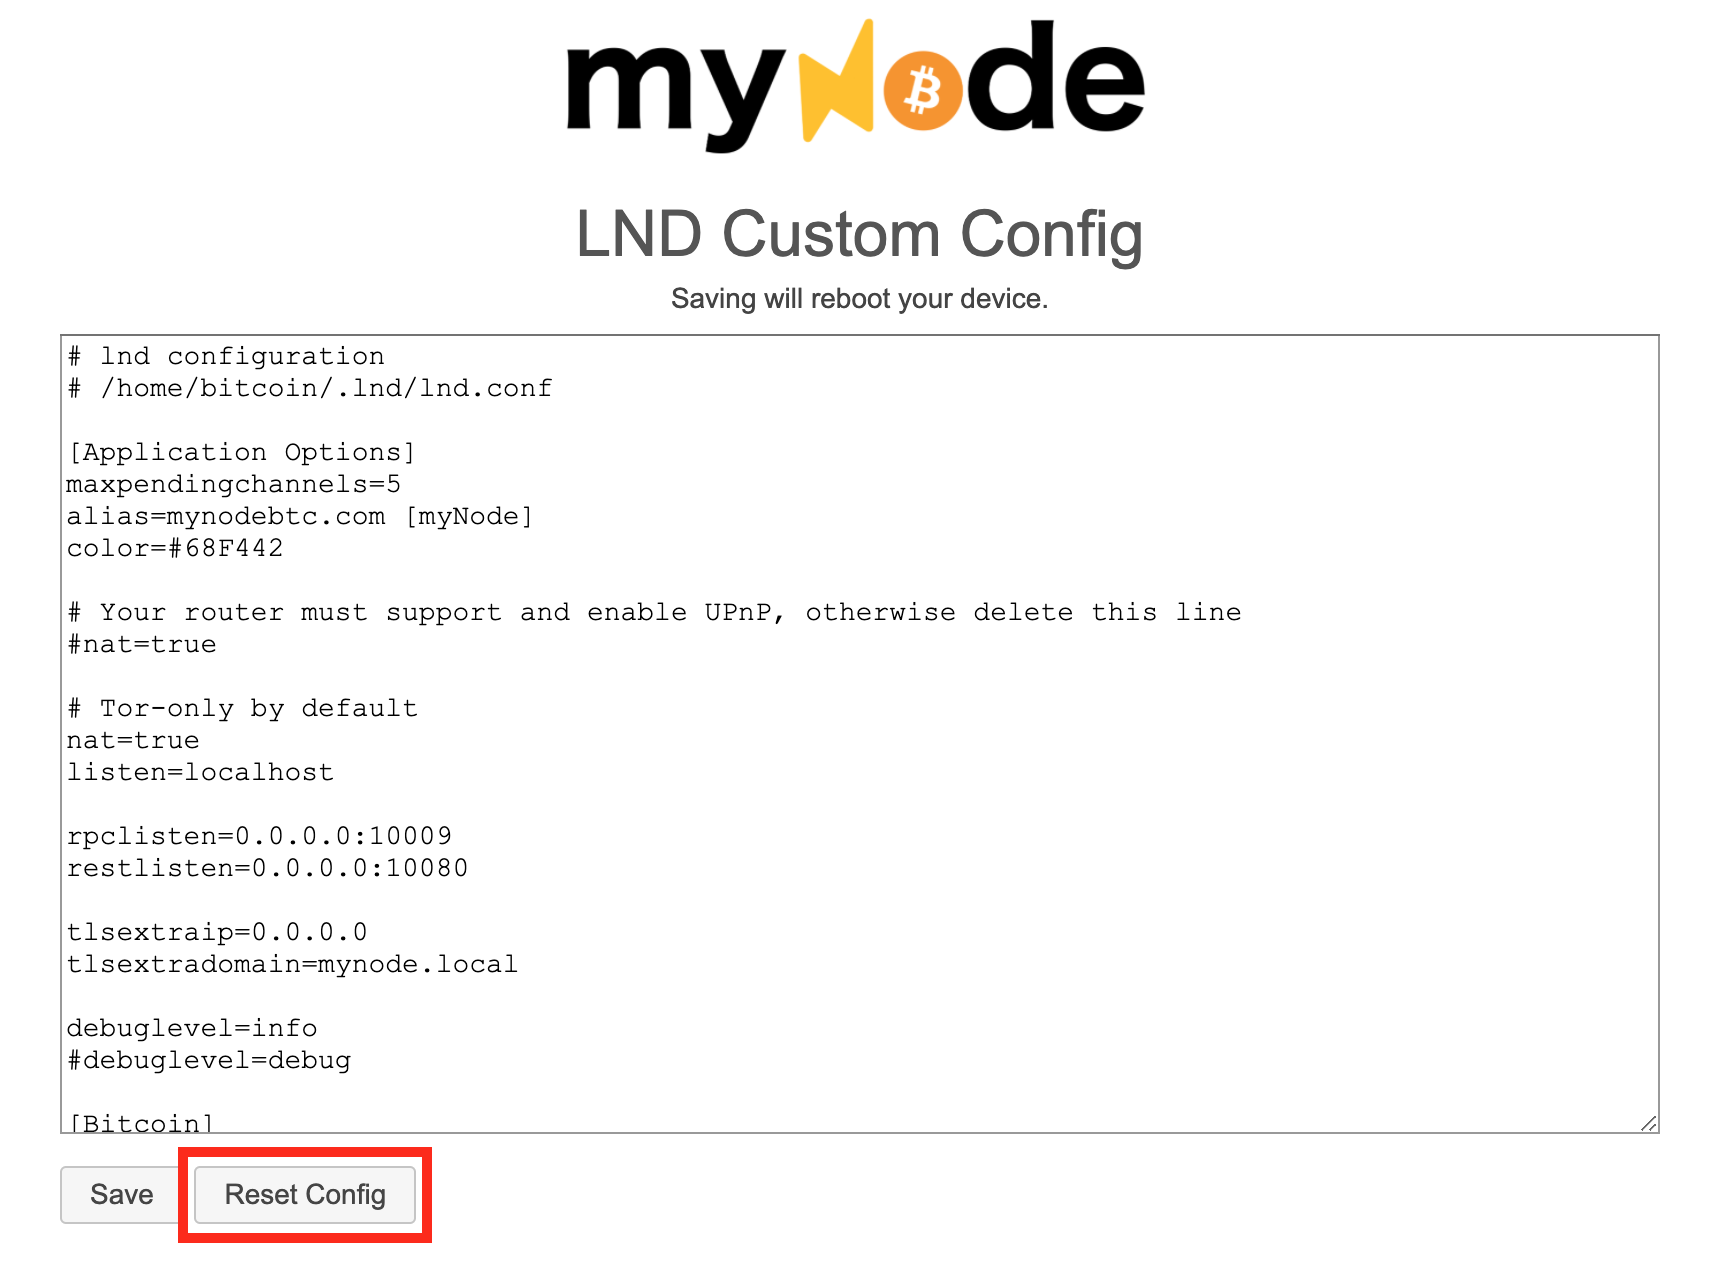 myNode
LND Custom Config
Saving will reboot your device.
# lnd configuration
# /home/bitcoin/.lnd/lnd.conf
[Application Options]
maxpendingchannels=5
alias=mynodebtc.com [myNode]
color=#68F442
# Your router must support and enable UPnP, otherwise delete this line
#nat=true
# Tor-only by default
nat=true
listen=localhost
rpclisten=0.0.0.0:10009
restlisten=0.0.0.0:10080
tlsextraip=0.0.0.0
tlsextradomain=mynode.local
debuglevel=info
#debuglevel=debug
[Bitcoin]
Save Reset Config